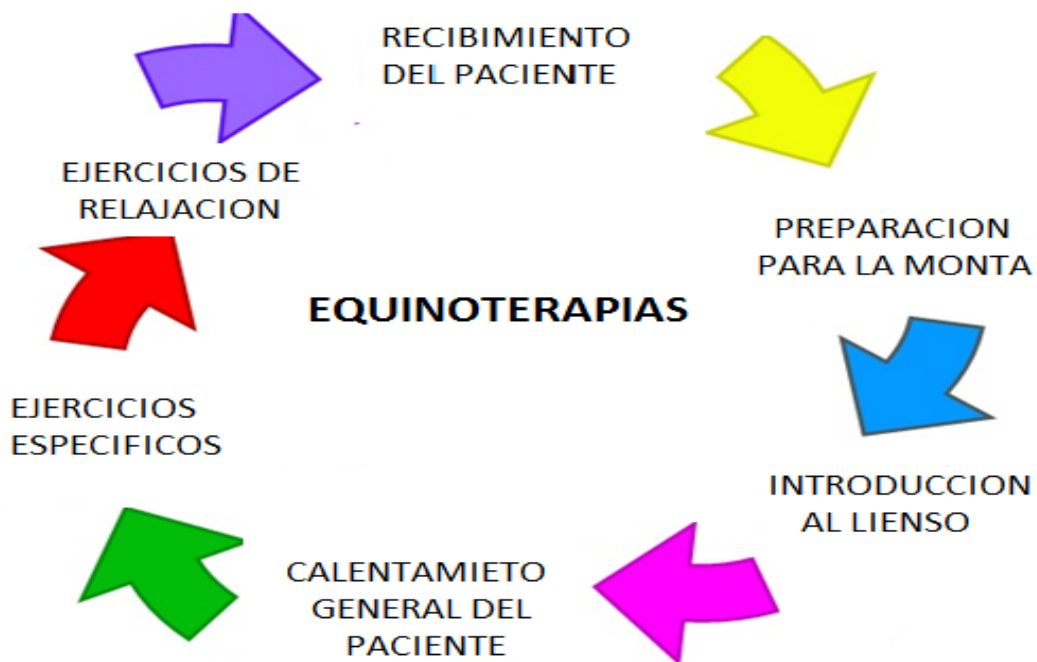 RECIBIMIENTO
DEL PACIENTE
PREPARACION
PARA LA MONTA
INTRODUCCION
AL LIENSO
CALENTAMIETO
GENERAL DEL
PACIENTE
EJERCICIOS
ESPECIFICOS
EJERCICIOS DE
RELAJACION
EQUINOTERAPIAS